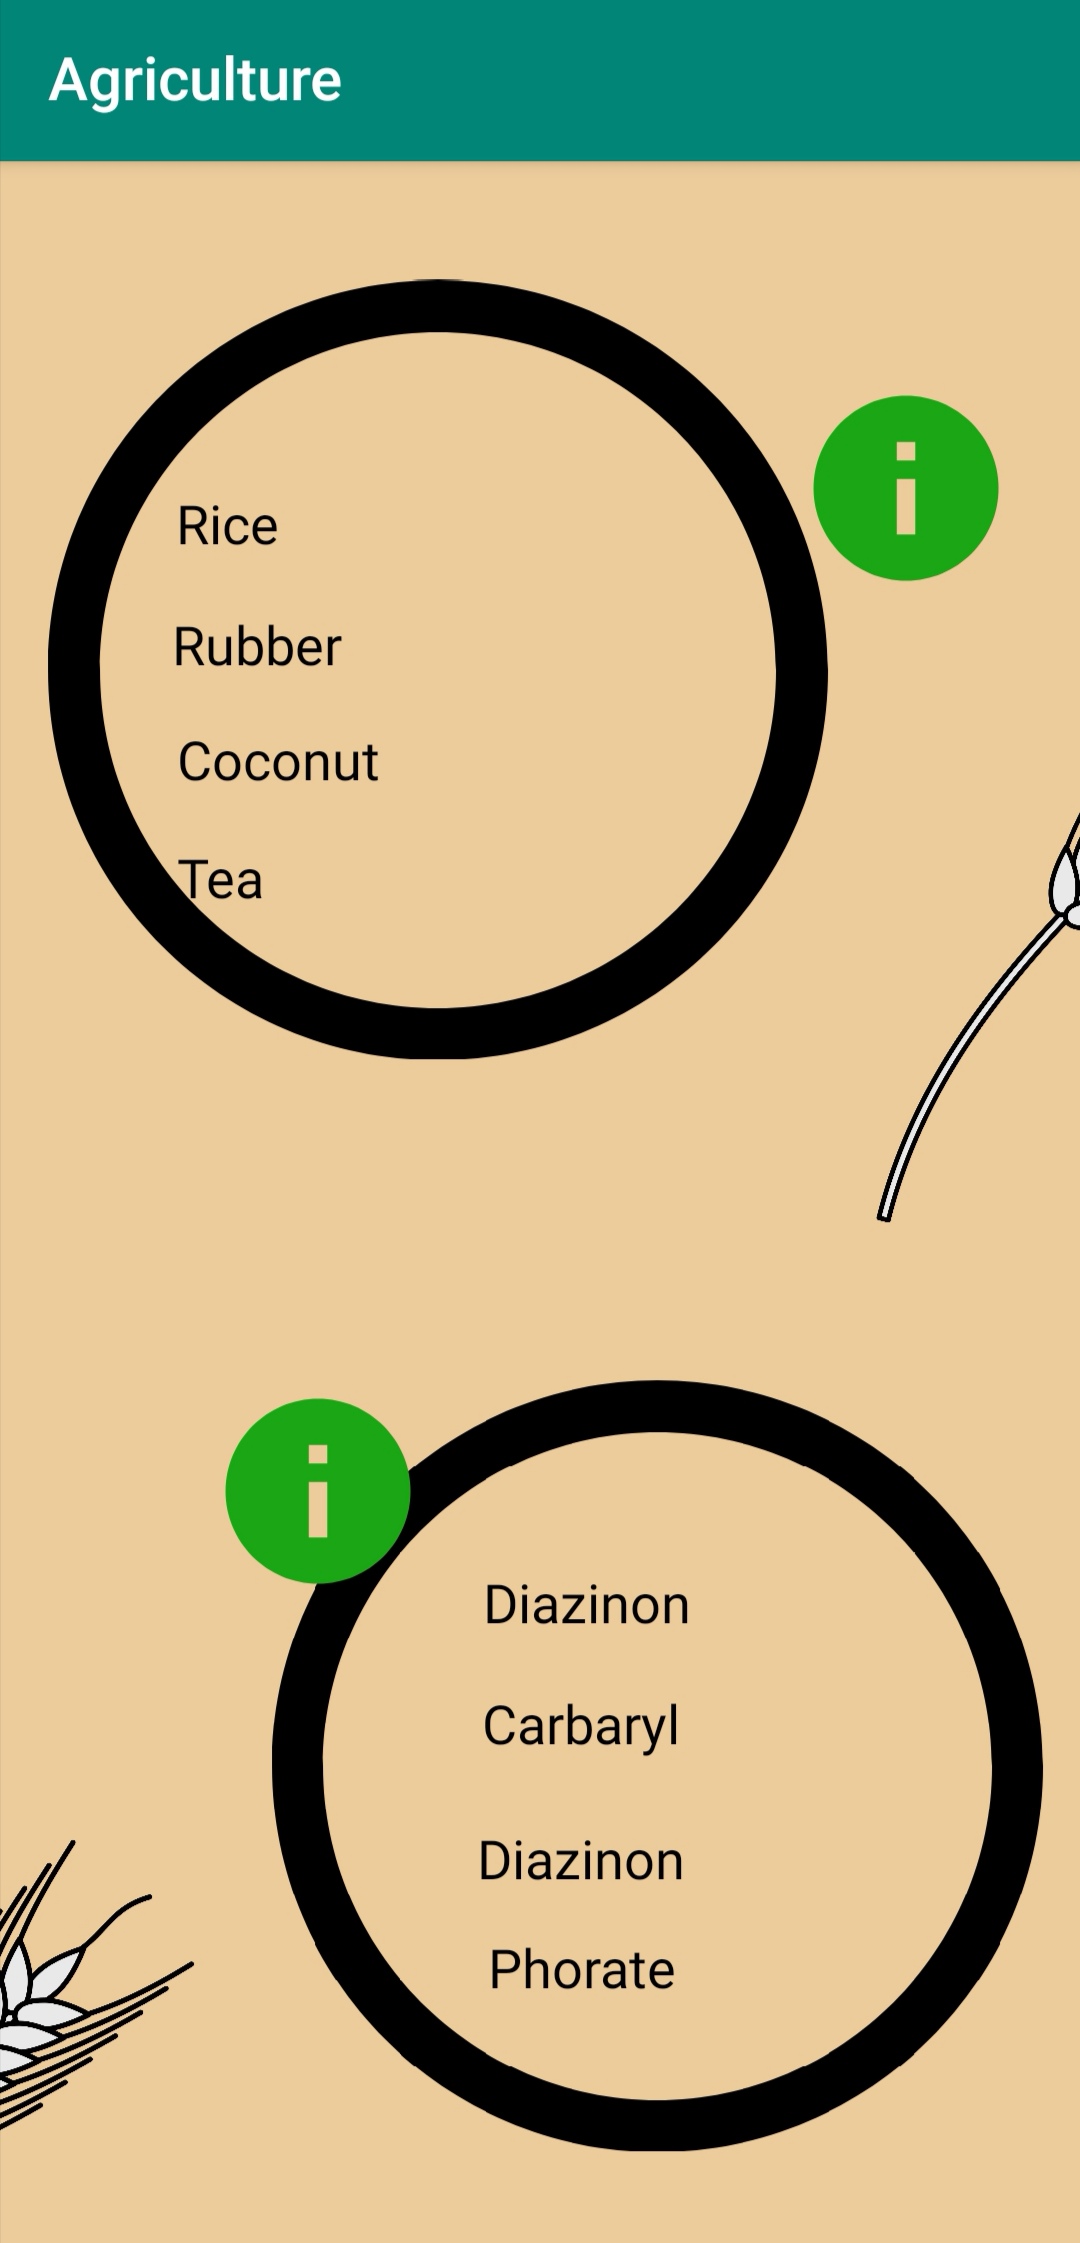 Agriculture
Rice
Rubber
Coconut
Tea
Diazinon
Carbaryl
Diazinon
Phorate